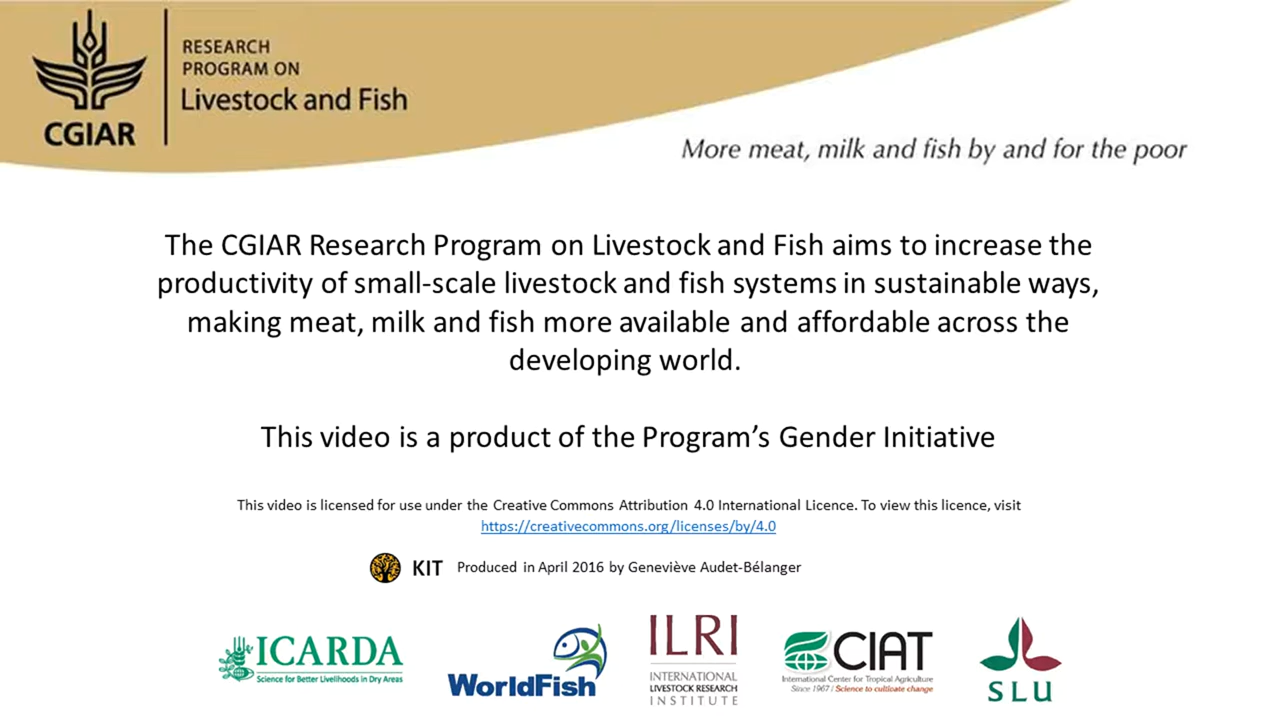 RESEARCH
PROGRAM ON
Livestock and Fish
CGIAR
More meat, milk and fish by and for the poor
The CGIAR Research Program on Livestock and Fish aims to increase the
productivity of small-scale livestock and fish systems in sustainable ways,
making meat, milk and fish more available and affordable across the
developing world.
This video is a product of the Program's Gender Initiative
This video is licensed for use under the Creative Commons Attribution 4.0 International Licence. To view this licence, visit
https://creativecommons.org/licenses/by/4.0
KIT Produced in April 2016 by Geneviève Audet-Bélanger
ICARDA
Science for Better Livelihoods in Dry Areas
WorldFish
ILRI
INTERNATIONAL
LIVESTOCK RESEARCH
INSTITUTE
CIAT
International Center for Tropical Agriculture
Since 1967 / Science to cultivate change
SLU